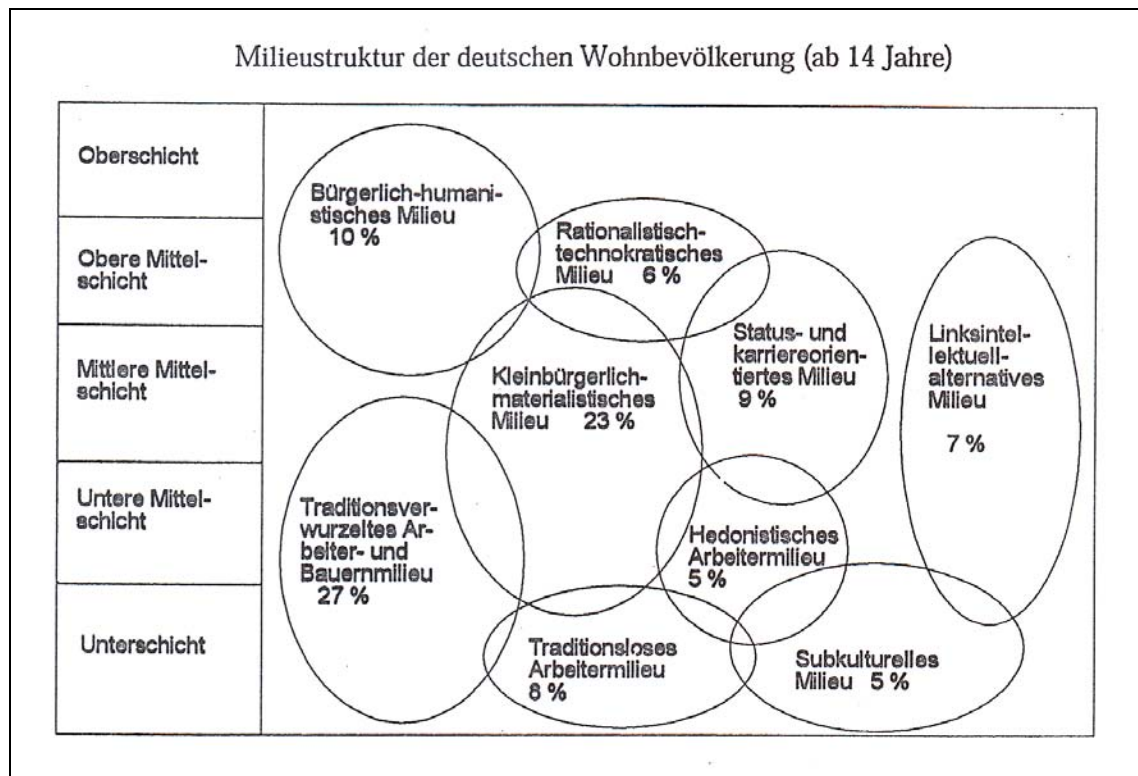 Milieustruktur der deutschen Wohnbevölkerung (ab 14 Jahre)
Oberschicht
Obere Mittel-
schicht
Mittlere Mittel-
schicht
Untere Mittel-
schicht
Unterschicht
Bürgerlich-humani-
stisches Milieu
10 %
Rationalistisch-
technokratisches
Milieu 6 %
Status- und
karriereorien-
tiertes Milieu
9 %
Linksintel-
lektuell-
alternatives
Milieu
7 %
Kleinbürgerlich-
materialistisches
Milieu 23 %
Traditionsver-
wurzeltes Ar-
beiter- und
Bauernmilieu
27 %
Hedonistisches
Arbeitermilieu
5 %
Traditionsloses
Arbeitermilieu
8 %
Subkulturelles
Milieu 5 %